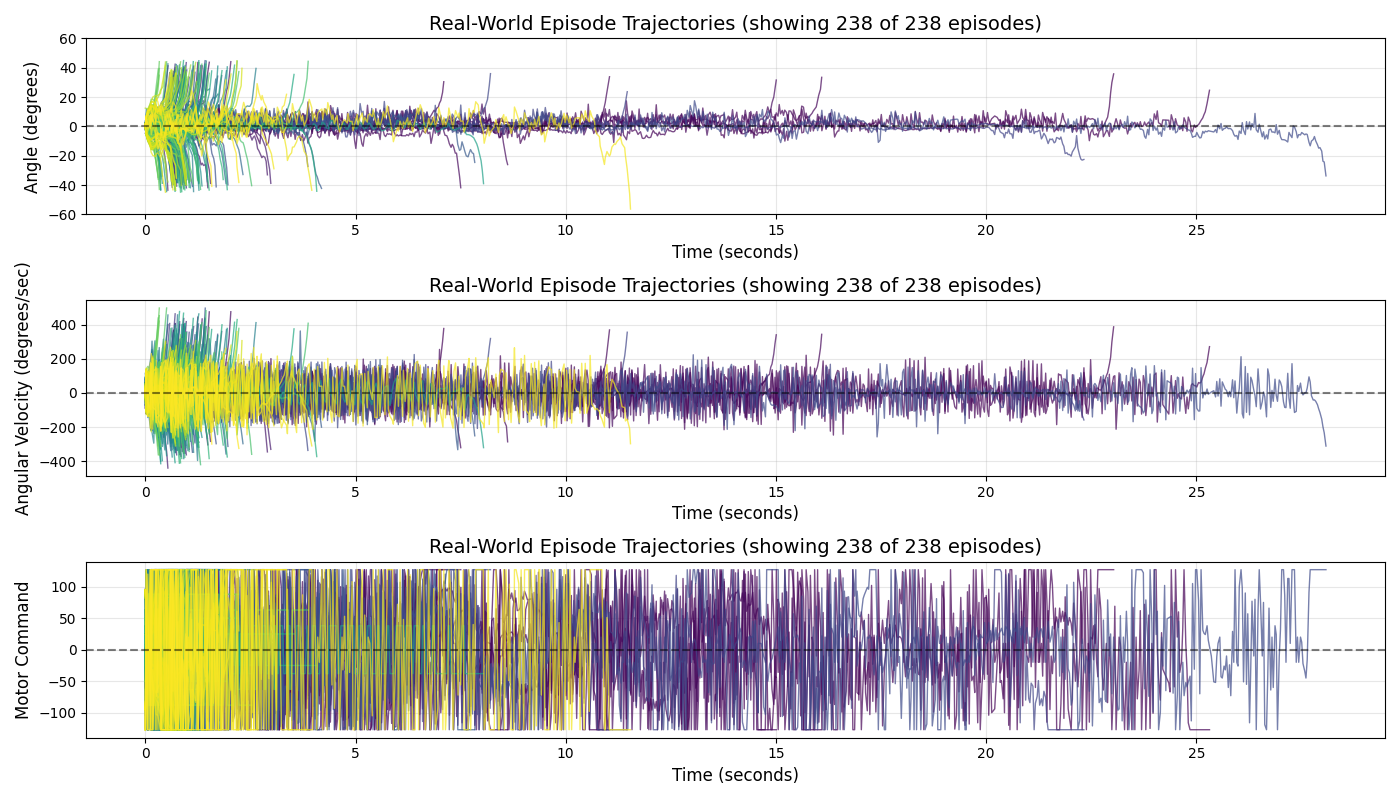 Real-World Episode Trajectories (showing 238 of 238 episodes)
60
40
20
0
−20
−40
−60
Angle (degrees)
0 5 10 15 20 25
Time (seconds)
Real-World Episode Trajectories (showing 238 of 238 episodes)
400
200
0
−200
−400
Angular Velocity (degrees/sec)
0 5 10 15 20 25
Time (seconds)
Real-World Episode Trajectories (showing 238 of 238 episodes)
100
50
0
−50
−100
Motor Command
0 5 10 15 20 25
Time (seconds)